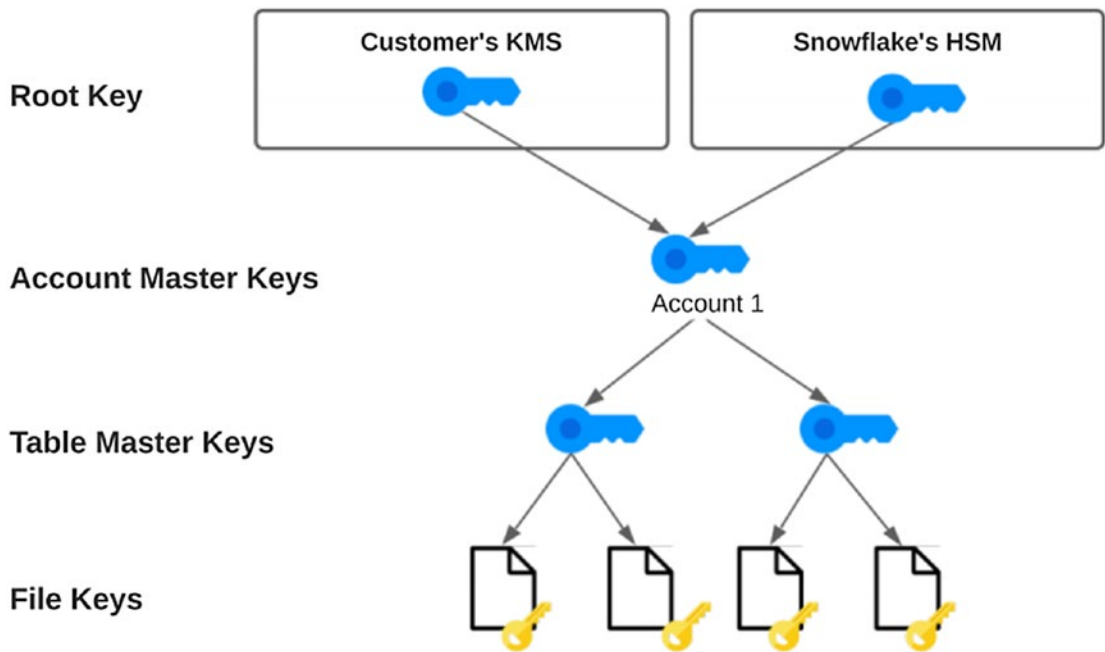 Customer's KMS
Snowflake's HSM
Root Key
Account Master Keys
Account 1
Table Master Keys
File Keys